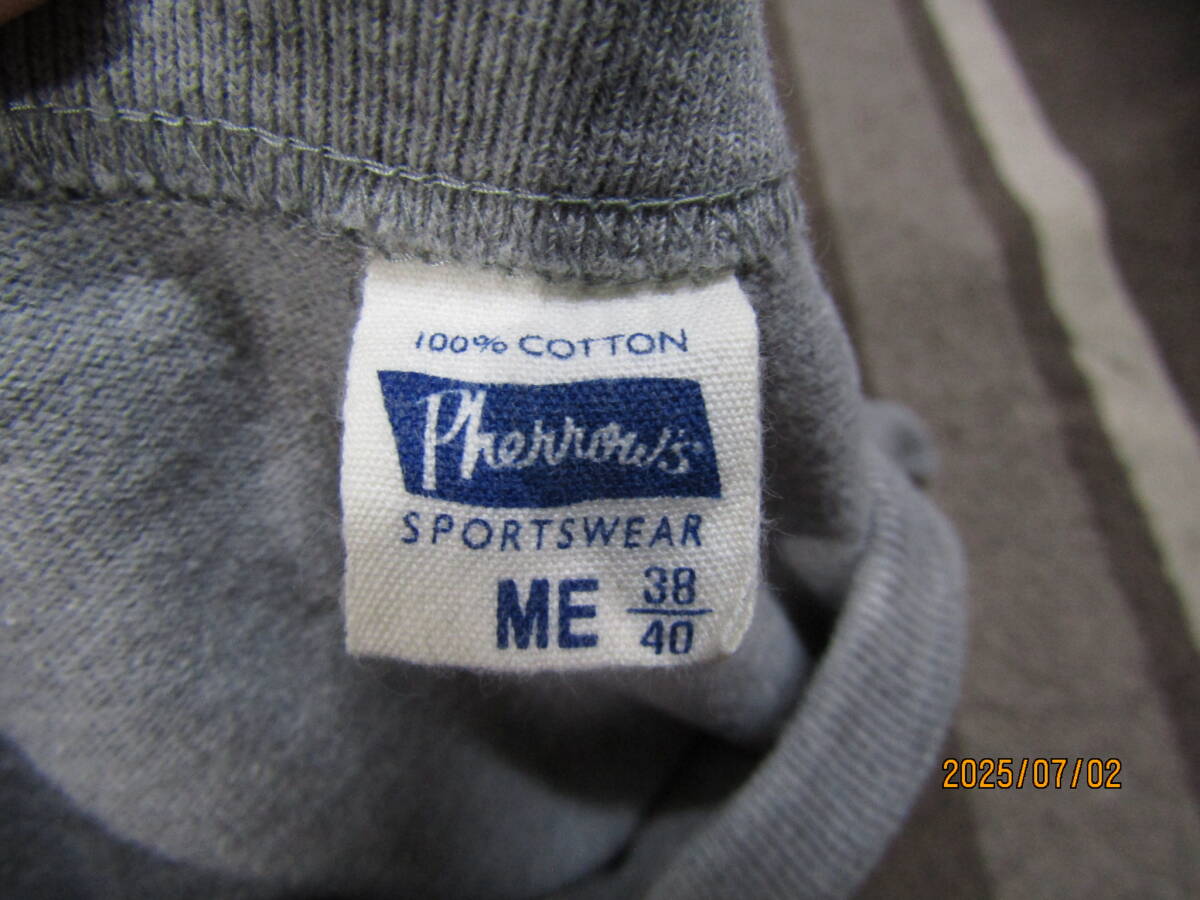 100% COTTON
Pherrow's
SPORTSWEAR
ME 38/40
2025/07/02